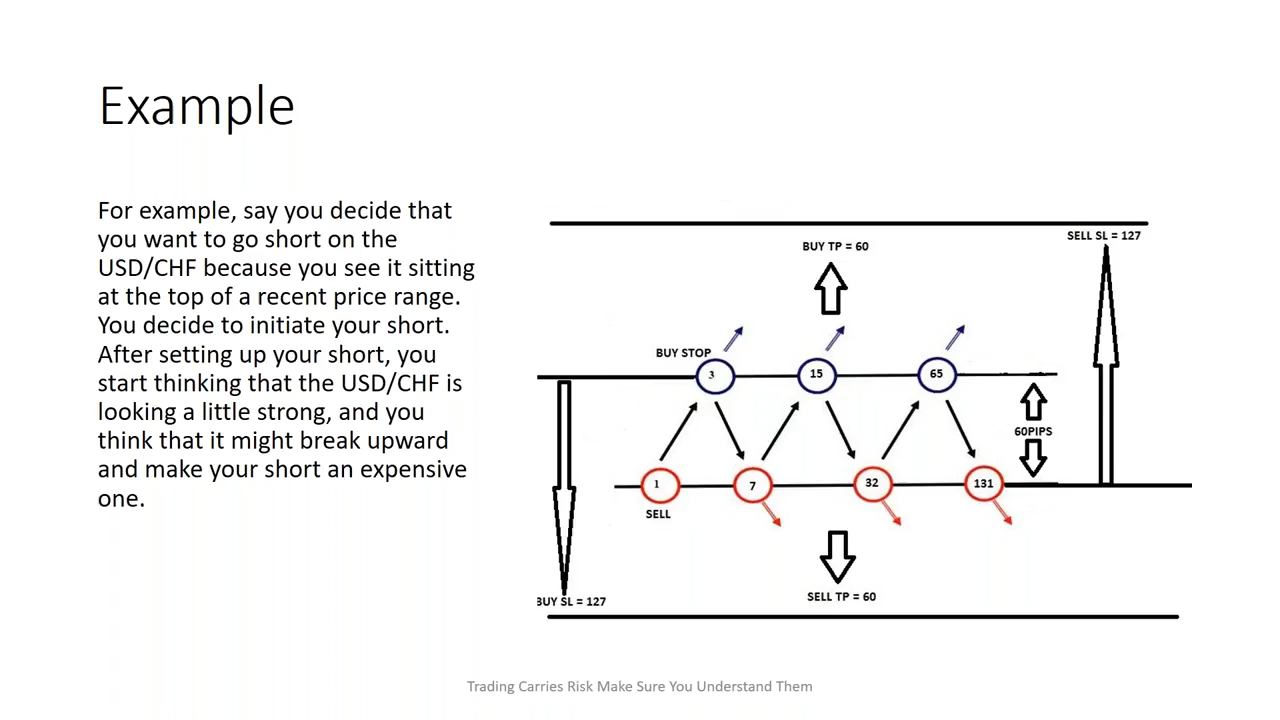 Example
For example, say you decide that
you want to go short on the
USD/CHF because you see it sitting
at the top of a recent price range.
You decide to initiate your short.
After setting up your short, you
start thinking that the USD/CHF is
looking a little strong, and you
think that it might break upward
and make your short an expensive
one.
SELL SL = 127
BUY TP = 60
BUY STOP
3
15
65
60PIPS
1
7
32
131
SELL
SELL TP = 60
BUY SL = 127
Trading Carries Risk Make Sure You Understand Them